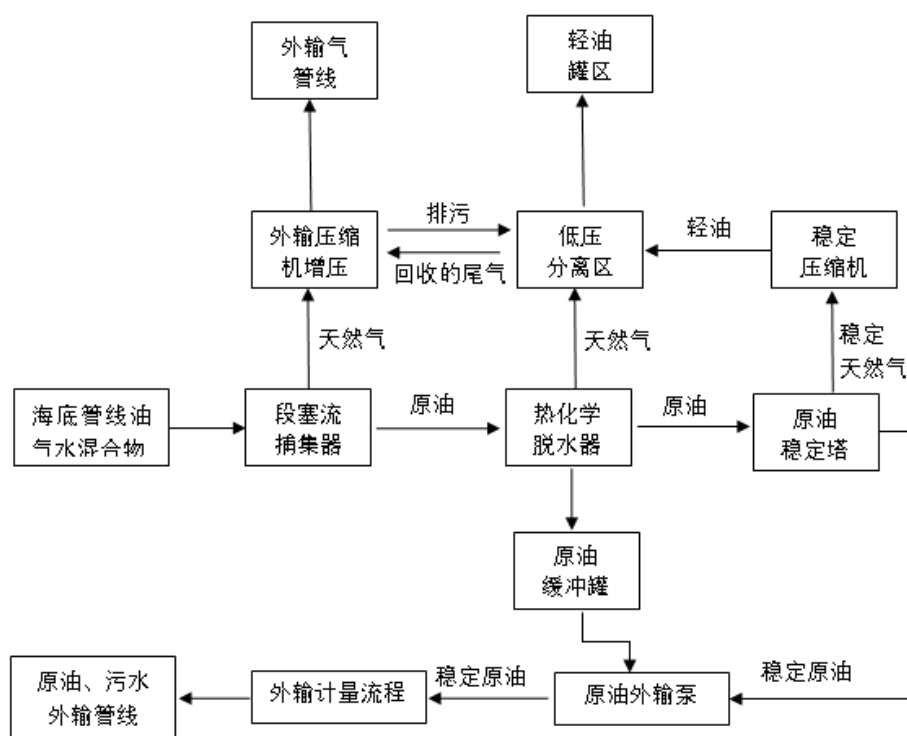 外输气
管线
轻油
罐区
外输压缩
机增压
排污
回收的尾气
低压
分离区
轻油
稳定
压缩机
天然气
天然气
稳定
天然气
海底管线油
气水混合物
段塞流
捕集器
原油
热化学
脱水器
原油
原油
稳定塔
原油
缓冲罐
原油、污水
外输管线
外输计量流程
稳定原油
原油外输泵
稳定原油